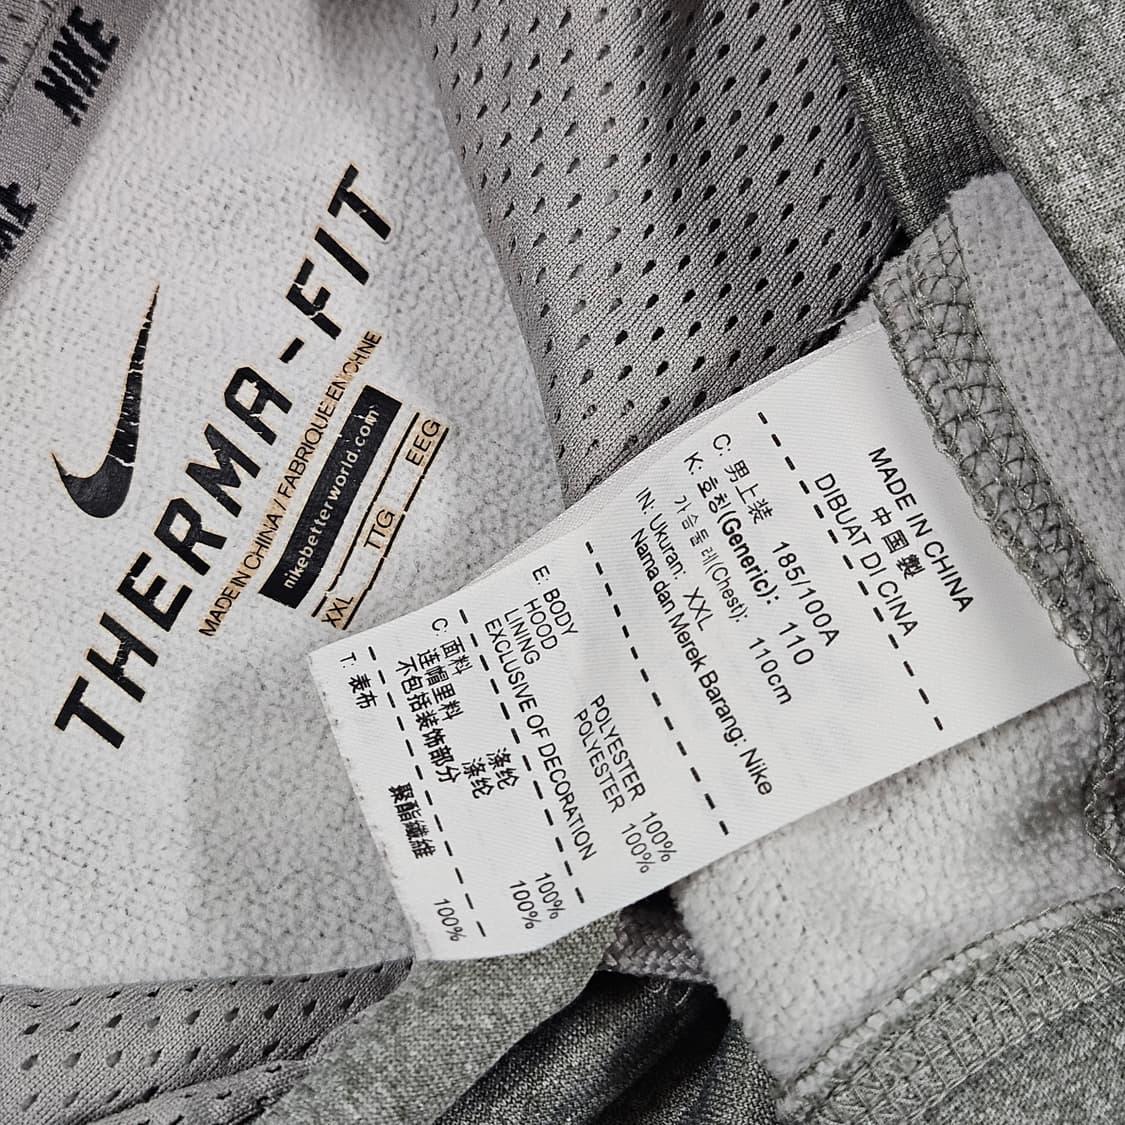 NIKE
THERMA-FIT
MADE IN CHINA / FABRIQUE EN CHINE
nikebetterworld.com
XXL TTG EEG
MADE IN CHINA
中国製
DIBUAT DI CINA
C: 男上装 185/100A
K: 호칭(Generic): 110
가슴둘레(Chest): 110cm
IN: Ukuran: XXL
Nama dan Merek Barang: Nike
E: BODY POLYESTER 100%
HOOD LINING POLYESTER 100%
EXCLUSIVE OF DECORATION
C: 面料 涤纶 100%
连帽里料 涤纶 100%
不包括装饰部分
T: 表布 聚酯纖維 100%